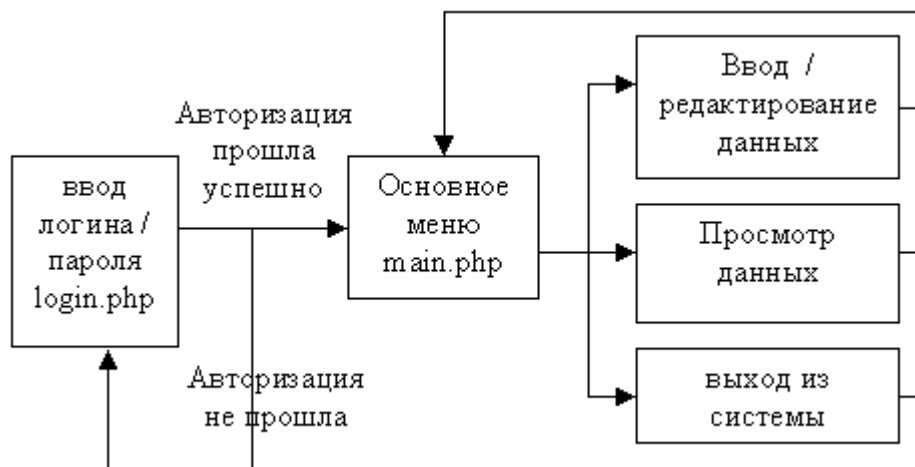 ввод
логина /
пароля
login.php
Авторизация
прошла
успешно
Авторизация
не прошла
Основное
меню
main.php
Ввод /
редактирование
данных
Просмотр
данных
выход из
системы